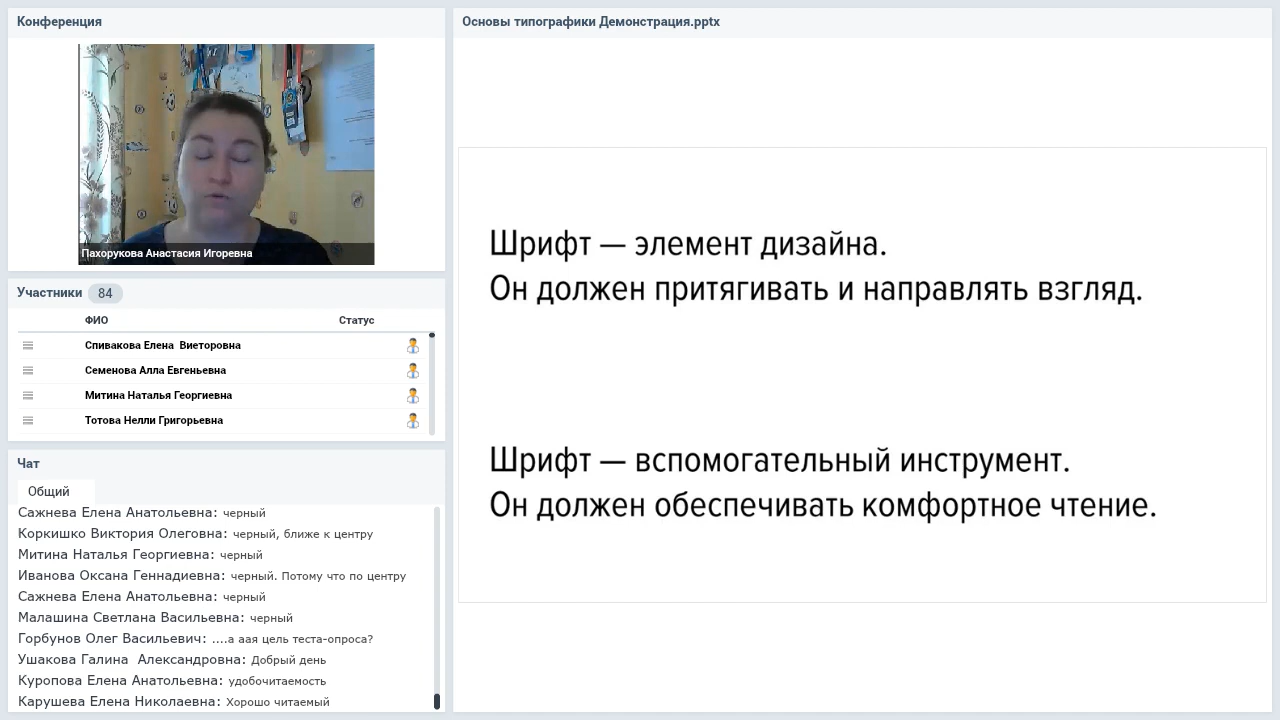 Конференция
Пахорукова Анастасия Игоревна
Участники 84
ФИО Статус
Спивакова Елена Виеторовна
Семенова Алла Евгеньевна
Митина Наталья Георгиевна
Тотова Нелли Григорьевна
Чат
Общий
Сажнева Елена Анатольевна: черный
Коркишко Виктория Олеговна: черный, ближе к центру
Митина Наталья Георгиевна: черный
Иванова Оксана Геннадиевна: черный. Потому что по центру
Сажнева Елена Анатольевна: черный
Малашина Светлана Васильевна: черный
Горбунов Олег Васильевич: ....а аая цель теста-опроса?
Ушакова Галина Александровна: Добрый день
Куропова Елена Анатольевна: удобочитаемость
Карушева Елена Николаевна: Хорошо читаемый
Основы типографики Демонстрация.pptx
Шрифт — элемент дизайна.
Он должен притягивать и направлять взгляд.
Шрифт — вспомогательный инструмент.
Он должен обеспечивать комфортное чтение.